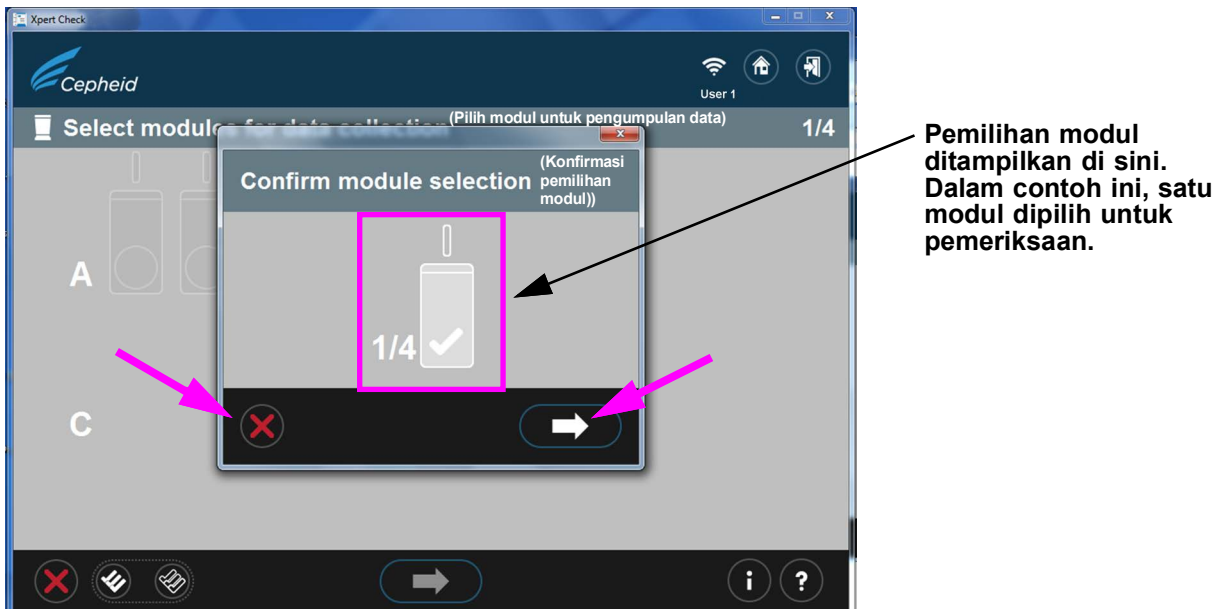 Xpert Check
Cepheid
User 1
Select modules for data collection (Pilih modul untuk pengumpulan data) 1/4
Confirm module selection (Konfirmasi
pemilihan
modul))
A
1/4
C
i ?
Pemilihan modul
ditampilkan di sini.
Dalam contoh ini, satu
modul dipilih untuk
pemeriksaan.